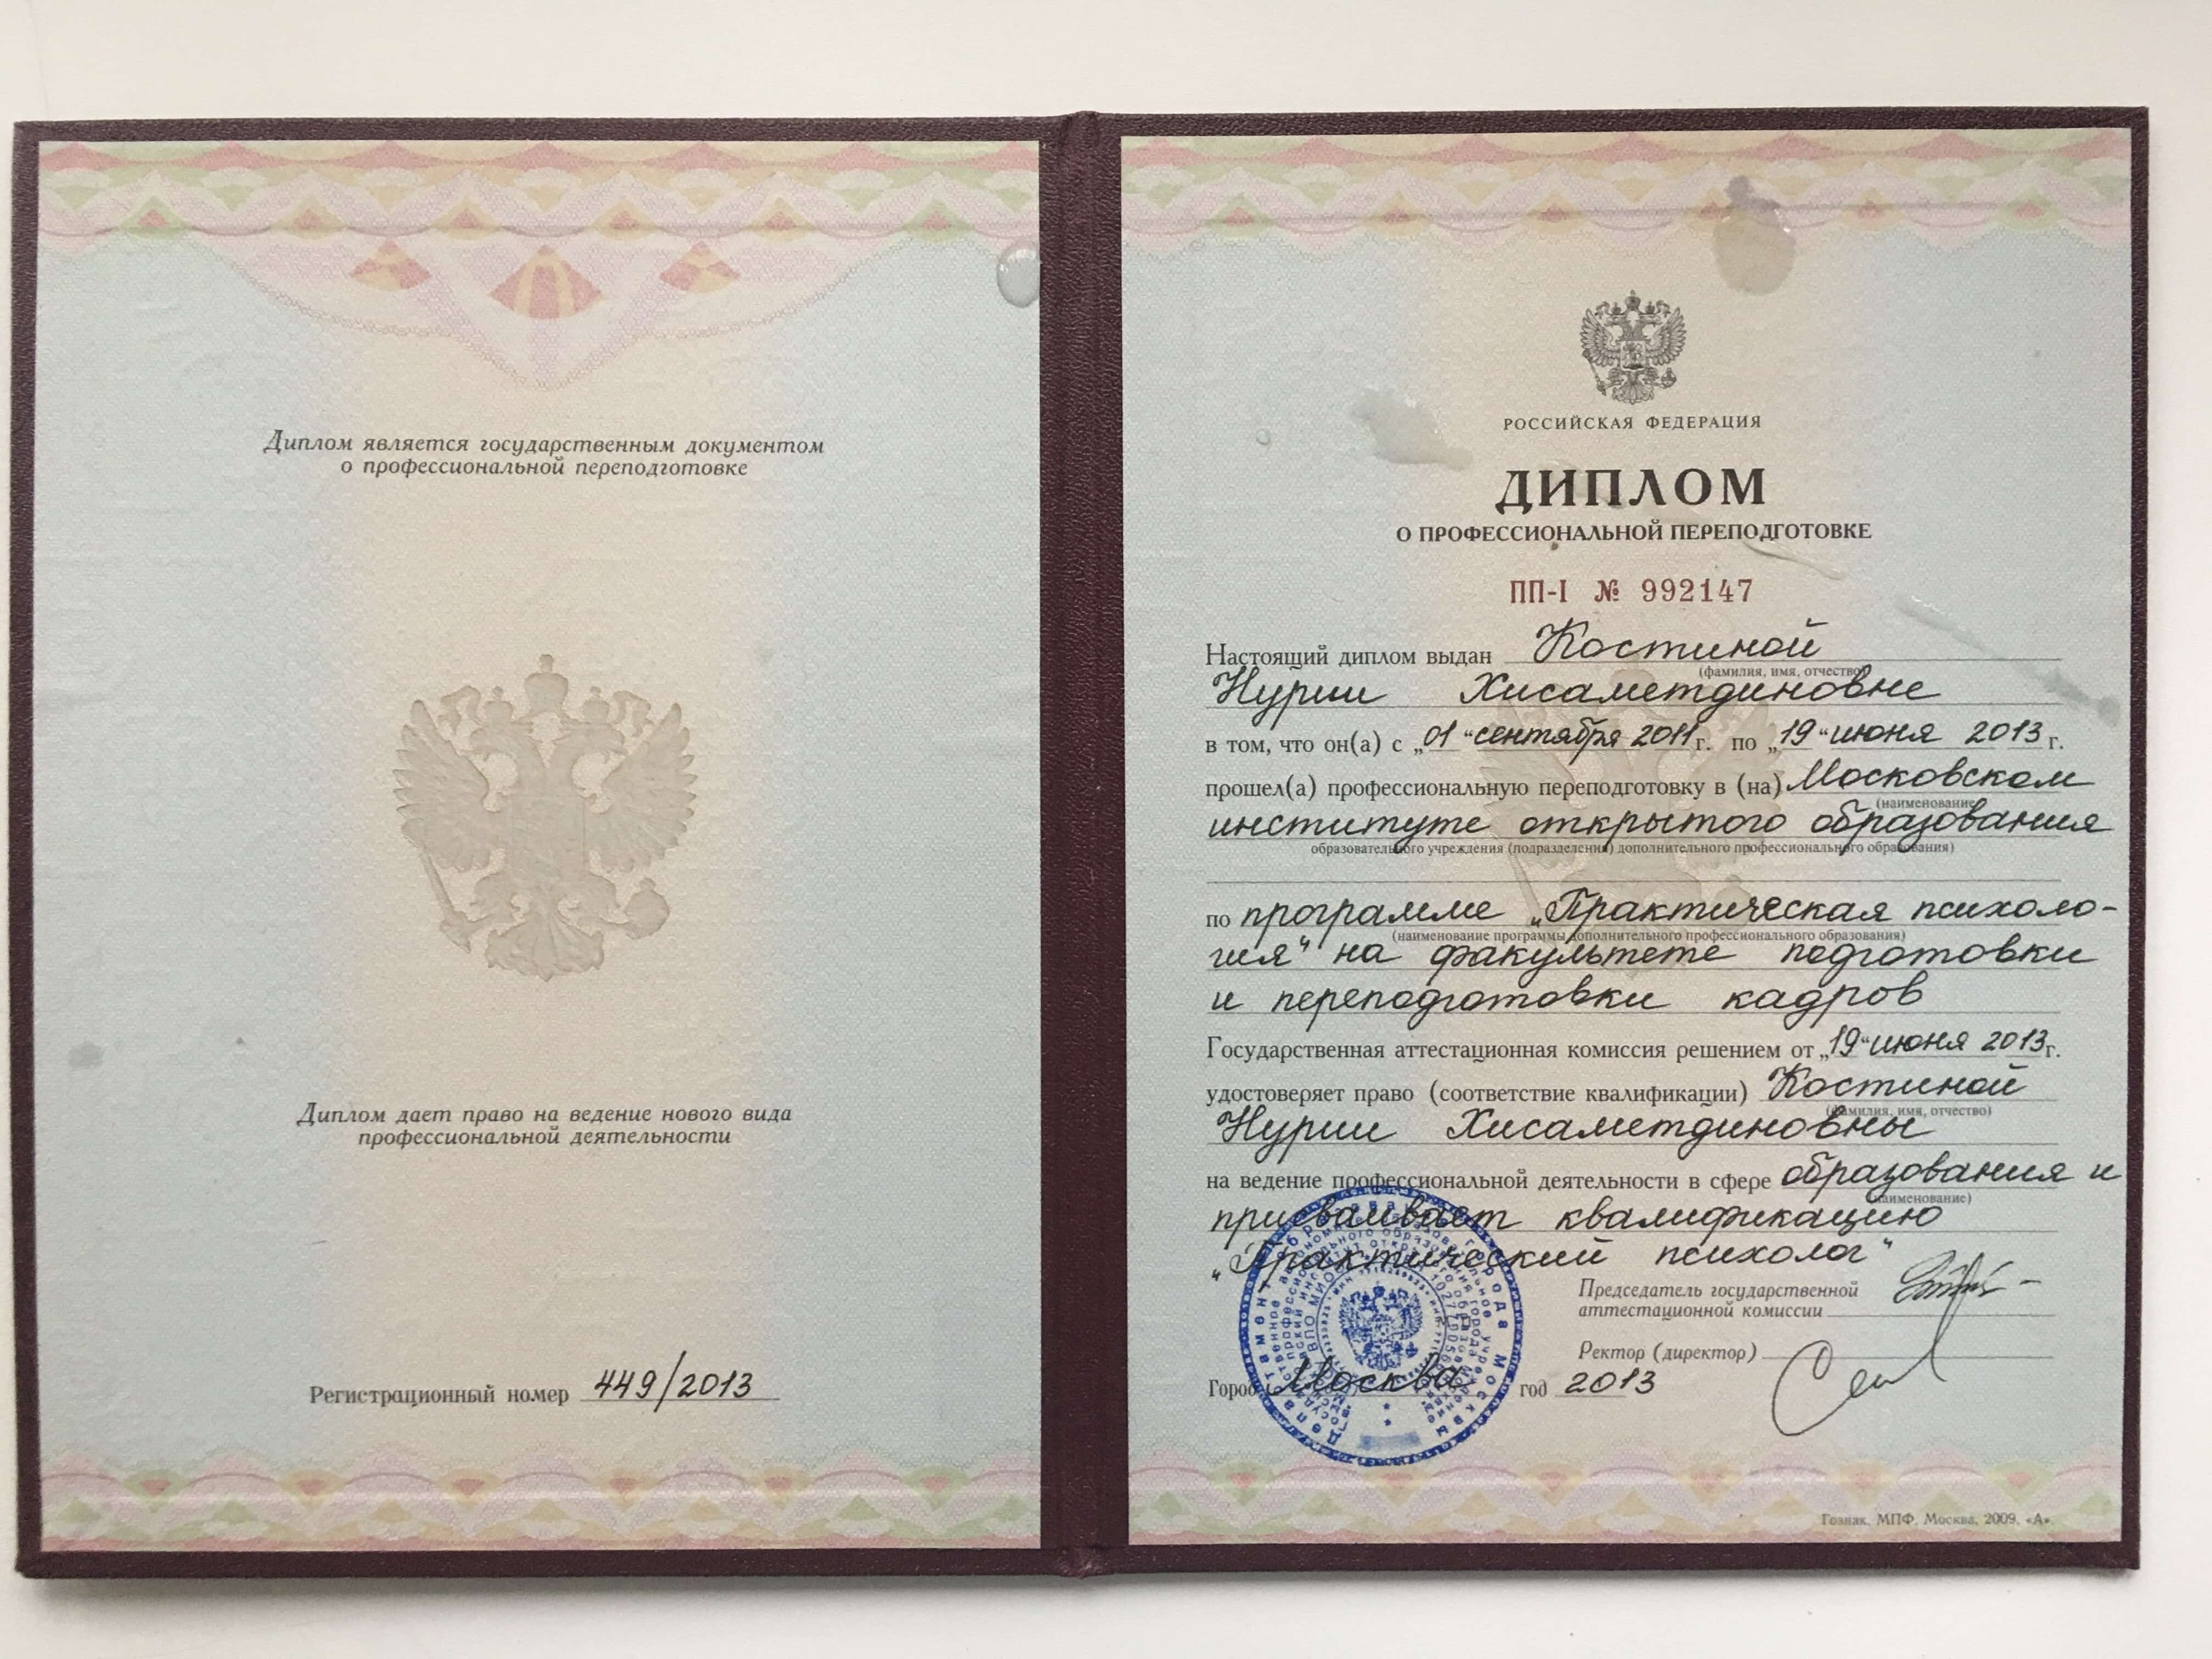 Диплом является государственным документом
о профессиональной переподготовке
Диплом дает право на ведение нового вида
профессиональной деятельности
Регистрационный номер 449/2013
РОССИЙСКАЯ ФЕДЕРАЦИЯ
ДИПЛОМ
О ПРОФЕССИОНАЛЬНОЙ ПЕРЕПОДГОТОВКЕ
ПП-I № 992147
Настоящий диплом выдан Костиной
(фамилия, имя, отчество)
Нурии Хисаметдиновне
в том, что он(а) с „01“ сентября 2011 г. по „19“ июня 2013 г.
прошел(а) профессиональную переподготовку в (на) Московском
(наименование
институте открытого образования
образовательного учреждения (подразделения) дополнительного профессионального образования)
по программе „Практическая психоло-
(наименование программы дополнительного профессионального образования)
гия“ на факультете подготовки
и переподготовки кадров
Государственная аттестационная комиссия решением от „19“ июня 2013 г.
удостоверяет право (соответствие квалификации) Костиной
(фамилия, имя, отчество)
Нурии Хисаметдиновны
на ведение профессиональной деятельности в сфере образования и
(наименование)
присваивает квалификацию
„Практический психолог“
Председатель государственной
аттестационной комиссии
Ректор (директор)
Город Москва год 2013
Гознак, МПФ, Москва, 2009, «А».